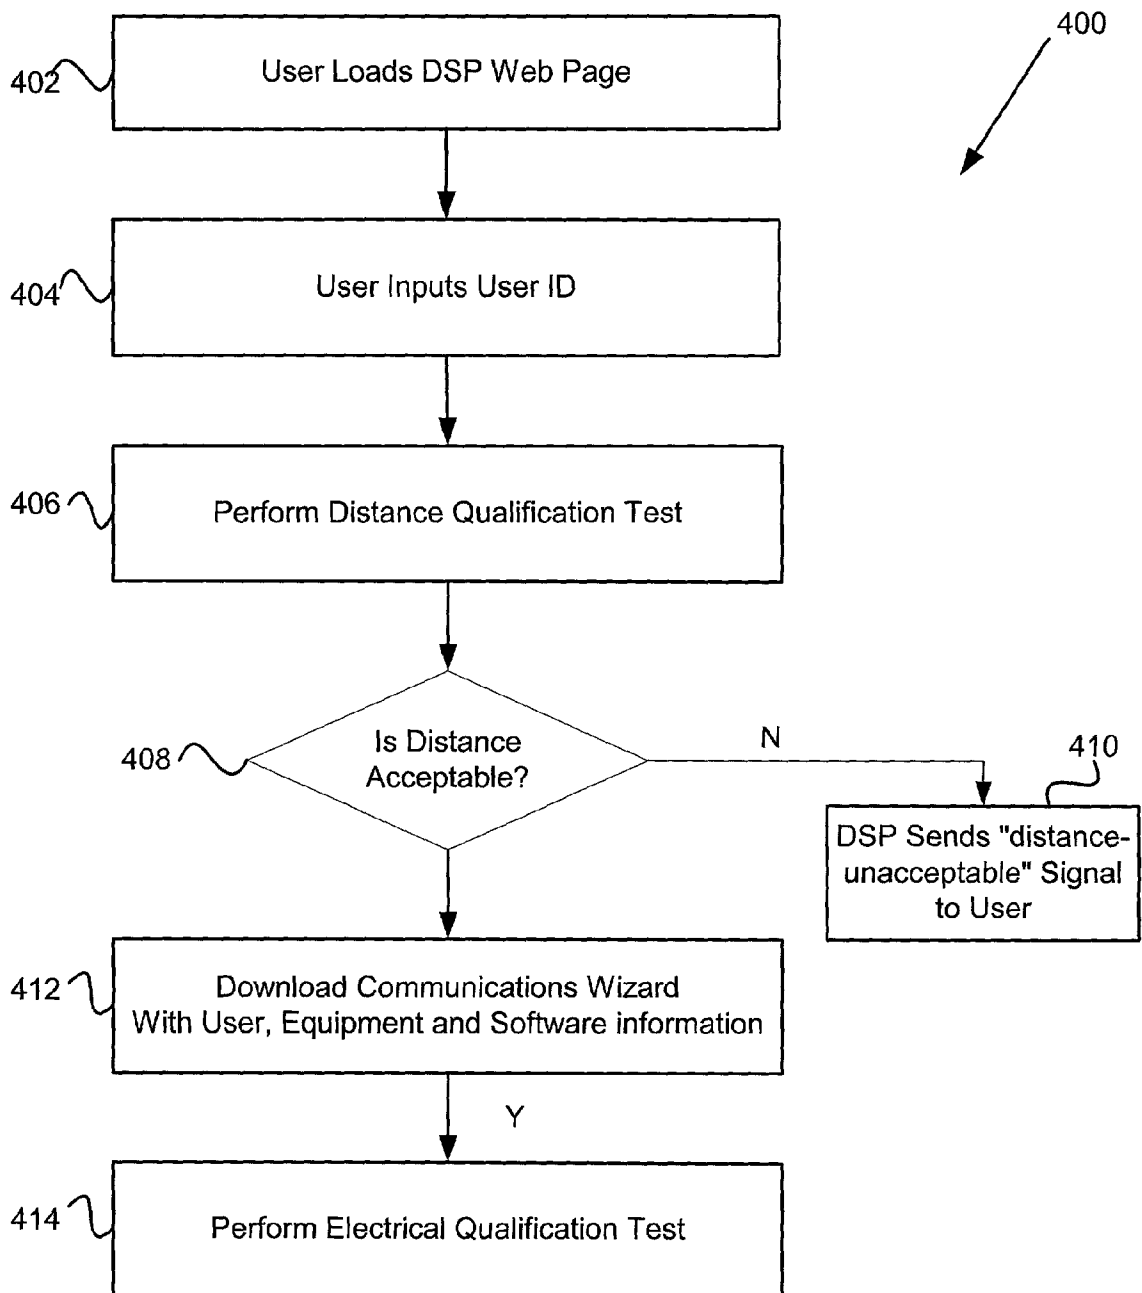 400
402
User Loads DSP Web Page
404
User Inputs User ID
406
Perform Distance Qualification Test
408
Is Distance
Acceptable?
N
410
DSP Sends "distance-
unacceptable" Signal
to User
412
Download Communications Wizard
With User, Equipment and Software information
Y
414
Perform Electrical Qualification Test